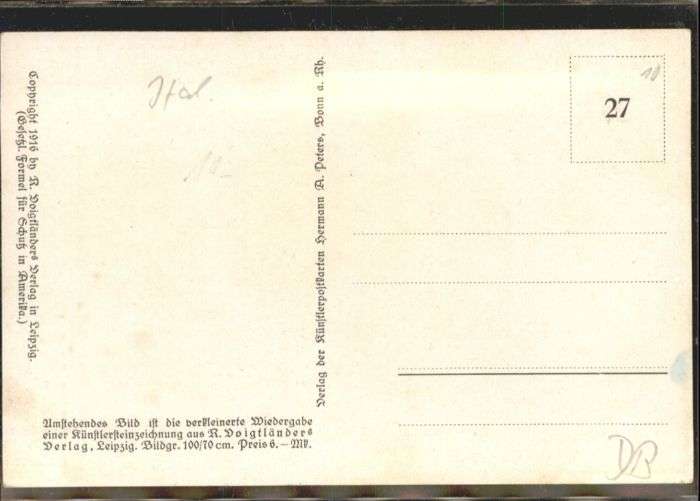 Copyright 1916 by R. Voigtländers Verlag in Leipzig.
(Gesetzl. Formel für Schutz in Amerika.)
Ital.
10.-
Umstehendes Bild ist die verkleinerte Wiedergabe
einer Künstlersteinzeichnung aus R. Voigtländers
Verlag, Leipzig. Bildgr. 100/70 cm. Preis 6.– Mk.
Verlag der Künstlerpostkarten Hermann A. Peters, Bonn a. Rh.
10
27